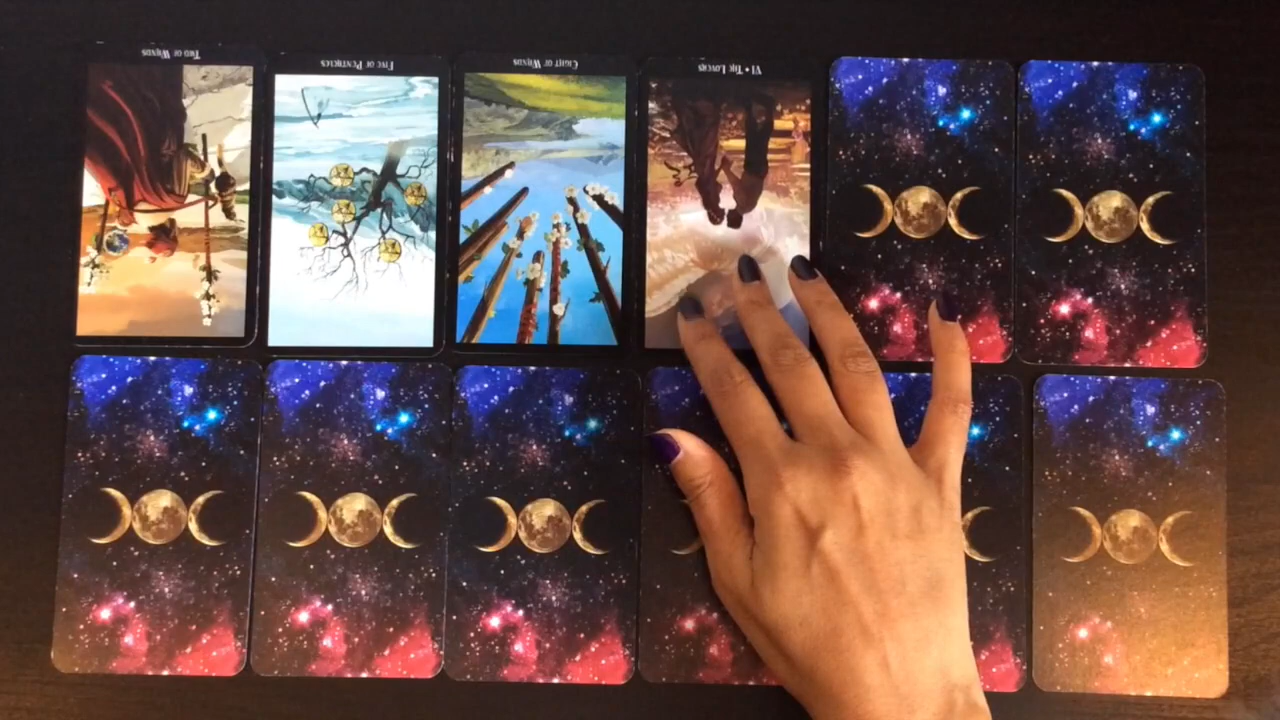 Two of Wands
Five of Pentacles
Eight of Wands
VI • The Lovers